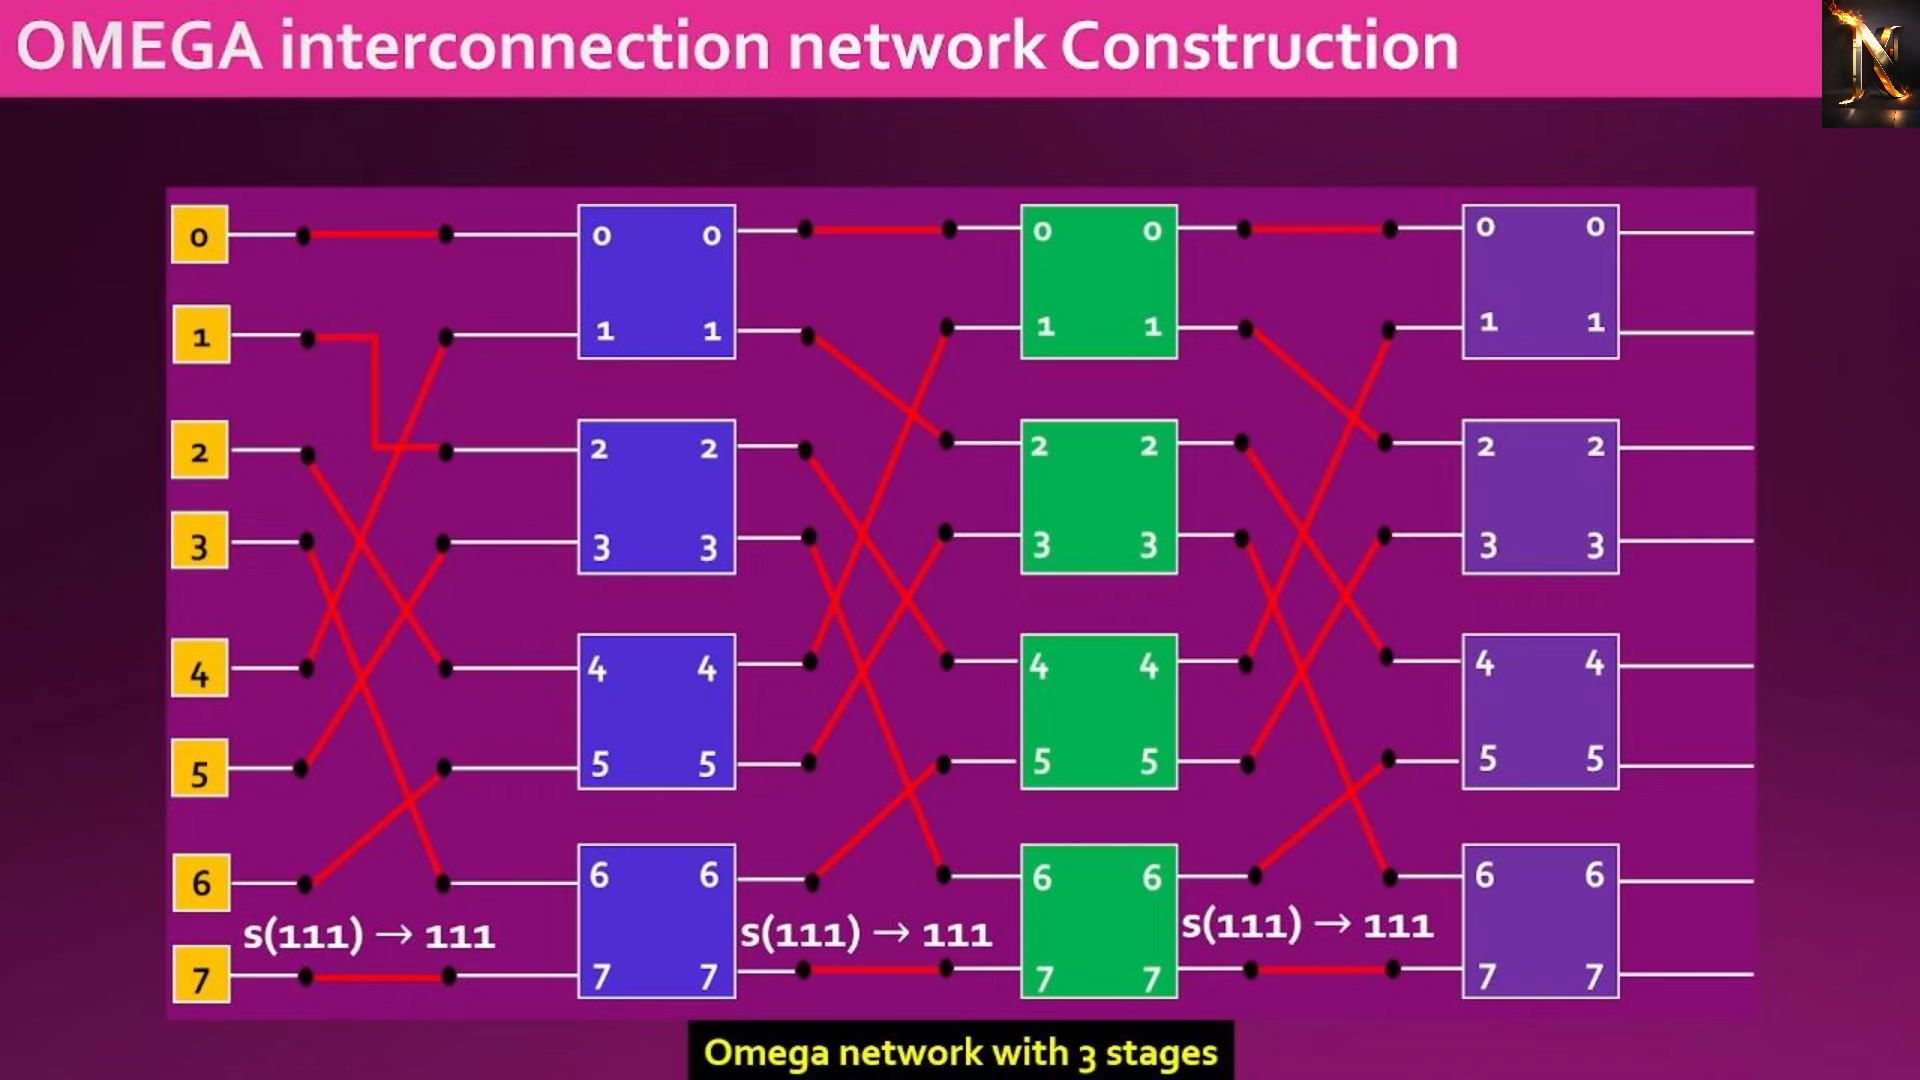 OMEGA interconnection network Construction
N
0 0 0 0 0 0 0
1 1 1 1 1 1 1
2 2 2 2 2 2 2
3 3 3 3 3 3 3
4 4 4 4 4 4 4
5 5 5 5 5 5 5
6 6 6 6 6 6 6
s(111) → 111 s(111) → 111 s(111) → 111
7 7 7 7 7 7 7
Omega network with 3 stages